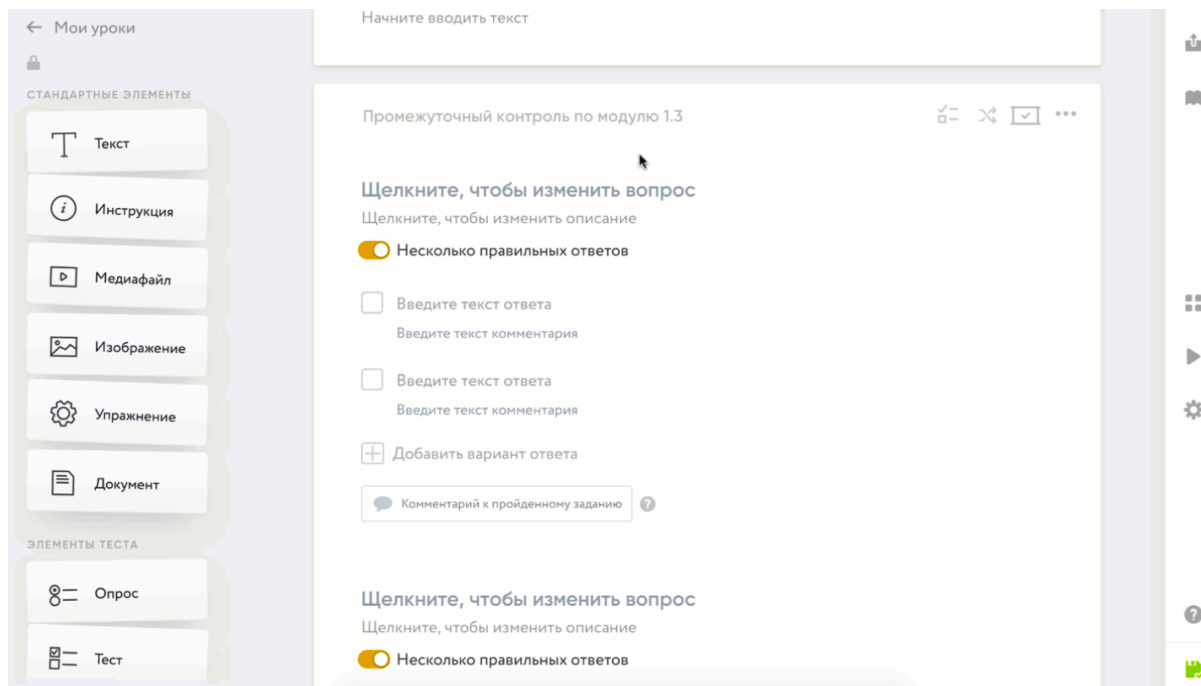 Мои уроки
СТАНДАРТНЫЕ ЭЛЕМЕНТЫ
Текст
Инструкция
Медиафайл
Изображение
Упражнение
Документ
ЭЛЕМЕНТЫ ТЕСТА
Опрос
Тест
Начните вводить текст
Промежуточный контроль по модулю 1.3
Щелкните, чтобы изменить вопрос
Щелкните, чтобы изменить описание
Несколько правильных ответов
Введите текст ответа
Введите текст комментария
Введите текст ответа
Введите текст комментария
Добавить вариант ответа
Комментарий к пройденному заданию ?
Щелкните, чтобы изменить вопрос
Щелкните, чтобы изменить описание
Несколько правильных ответов
?